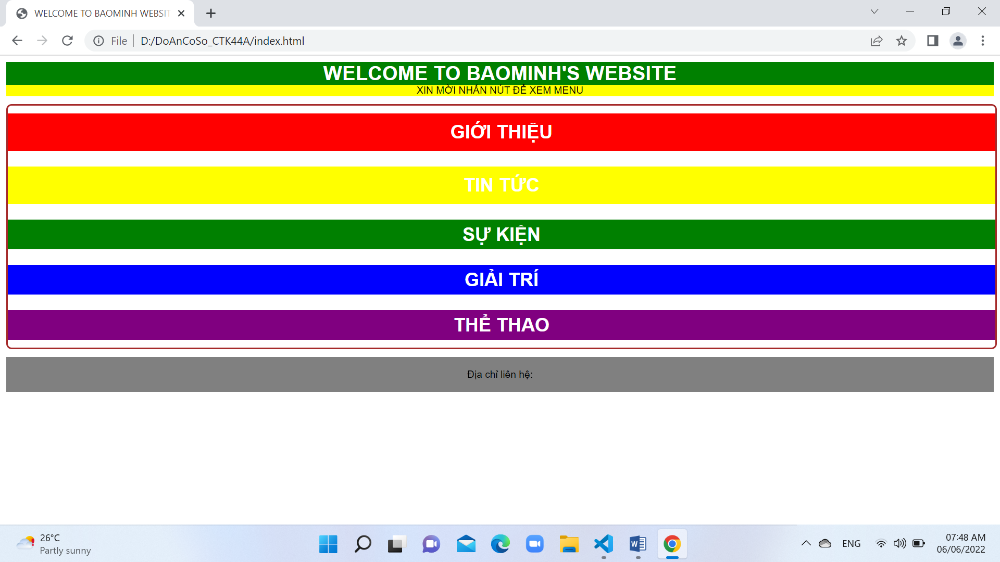 WELCOME TO BAOMINH WEBSIT
File
D:/DoAnCoSo_CTK44A/index.html
WELCOME TO BAOMINH'S WEBSITE
XIN MỜI NHẤN NÚT ĐỂ XEM MENU
GIỚI THIỆU
TIN TỨC
SỰ KIỆN
GIẢI TRÍ
THỂ THAO
Địa chỉ liên hệ:
26°C
Partly sunny
W
ENG
07:48 AM
06/06/2022